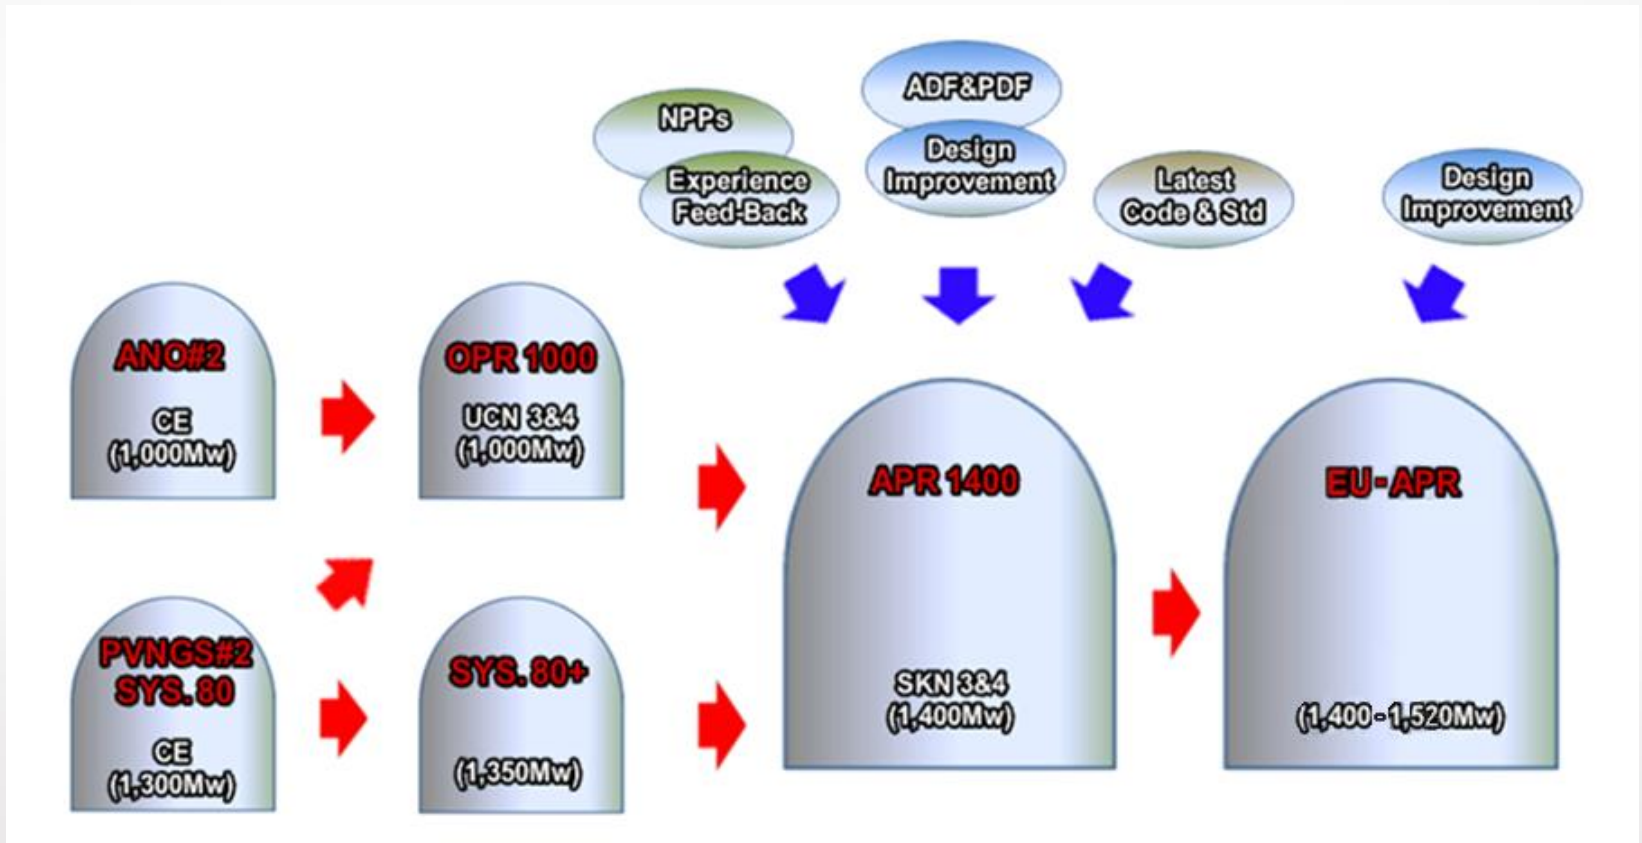 NPPs
Experience
Feed-Back
ADF&PDF
Design
Improvement
Latest
Code & Std
Design
Improvement
ANO#2
CE
(1,000Mw)
OPR 1000
UCN 3&4
(1,000Mw)
PVNGS#2
SYS. 80
CE
(1,300Mw)
SYS. 80+
(1,350Mw)
APR 1400
SKN 3&4
(1,400Mw)
EU-APR
(1,400-1,520Mw)